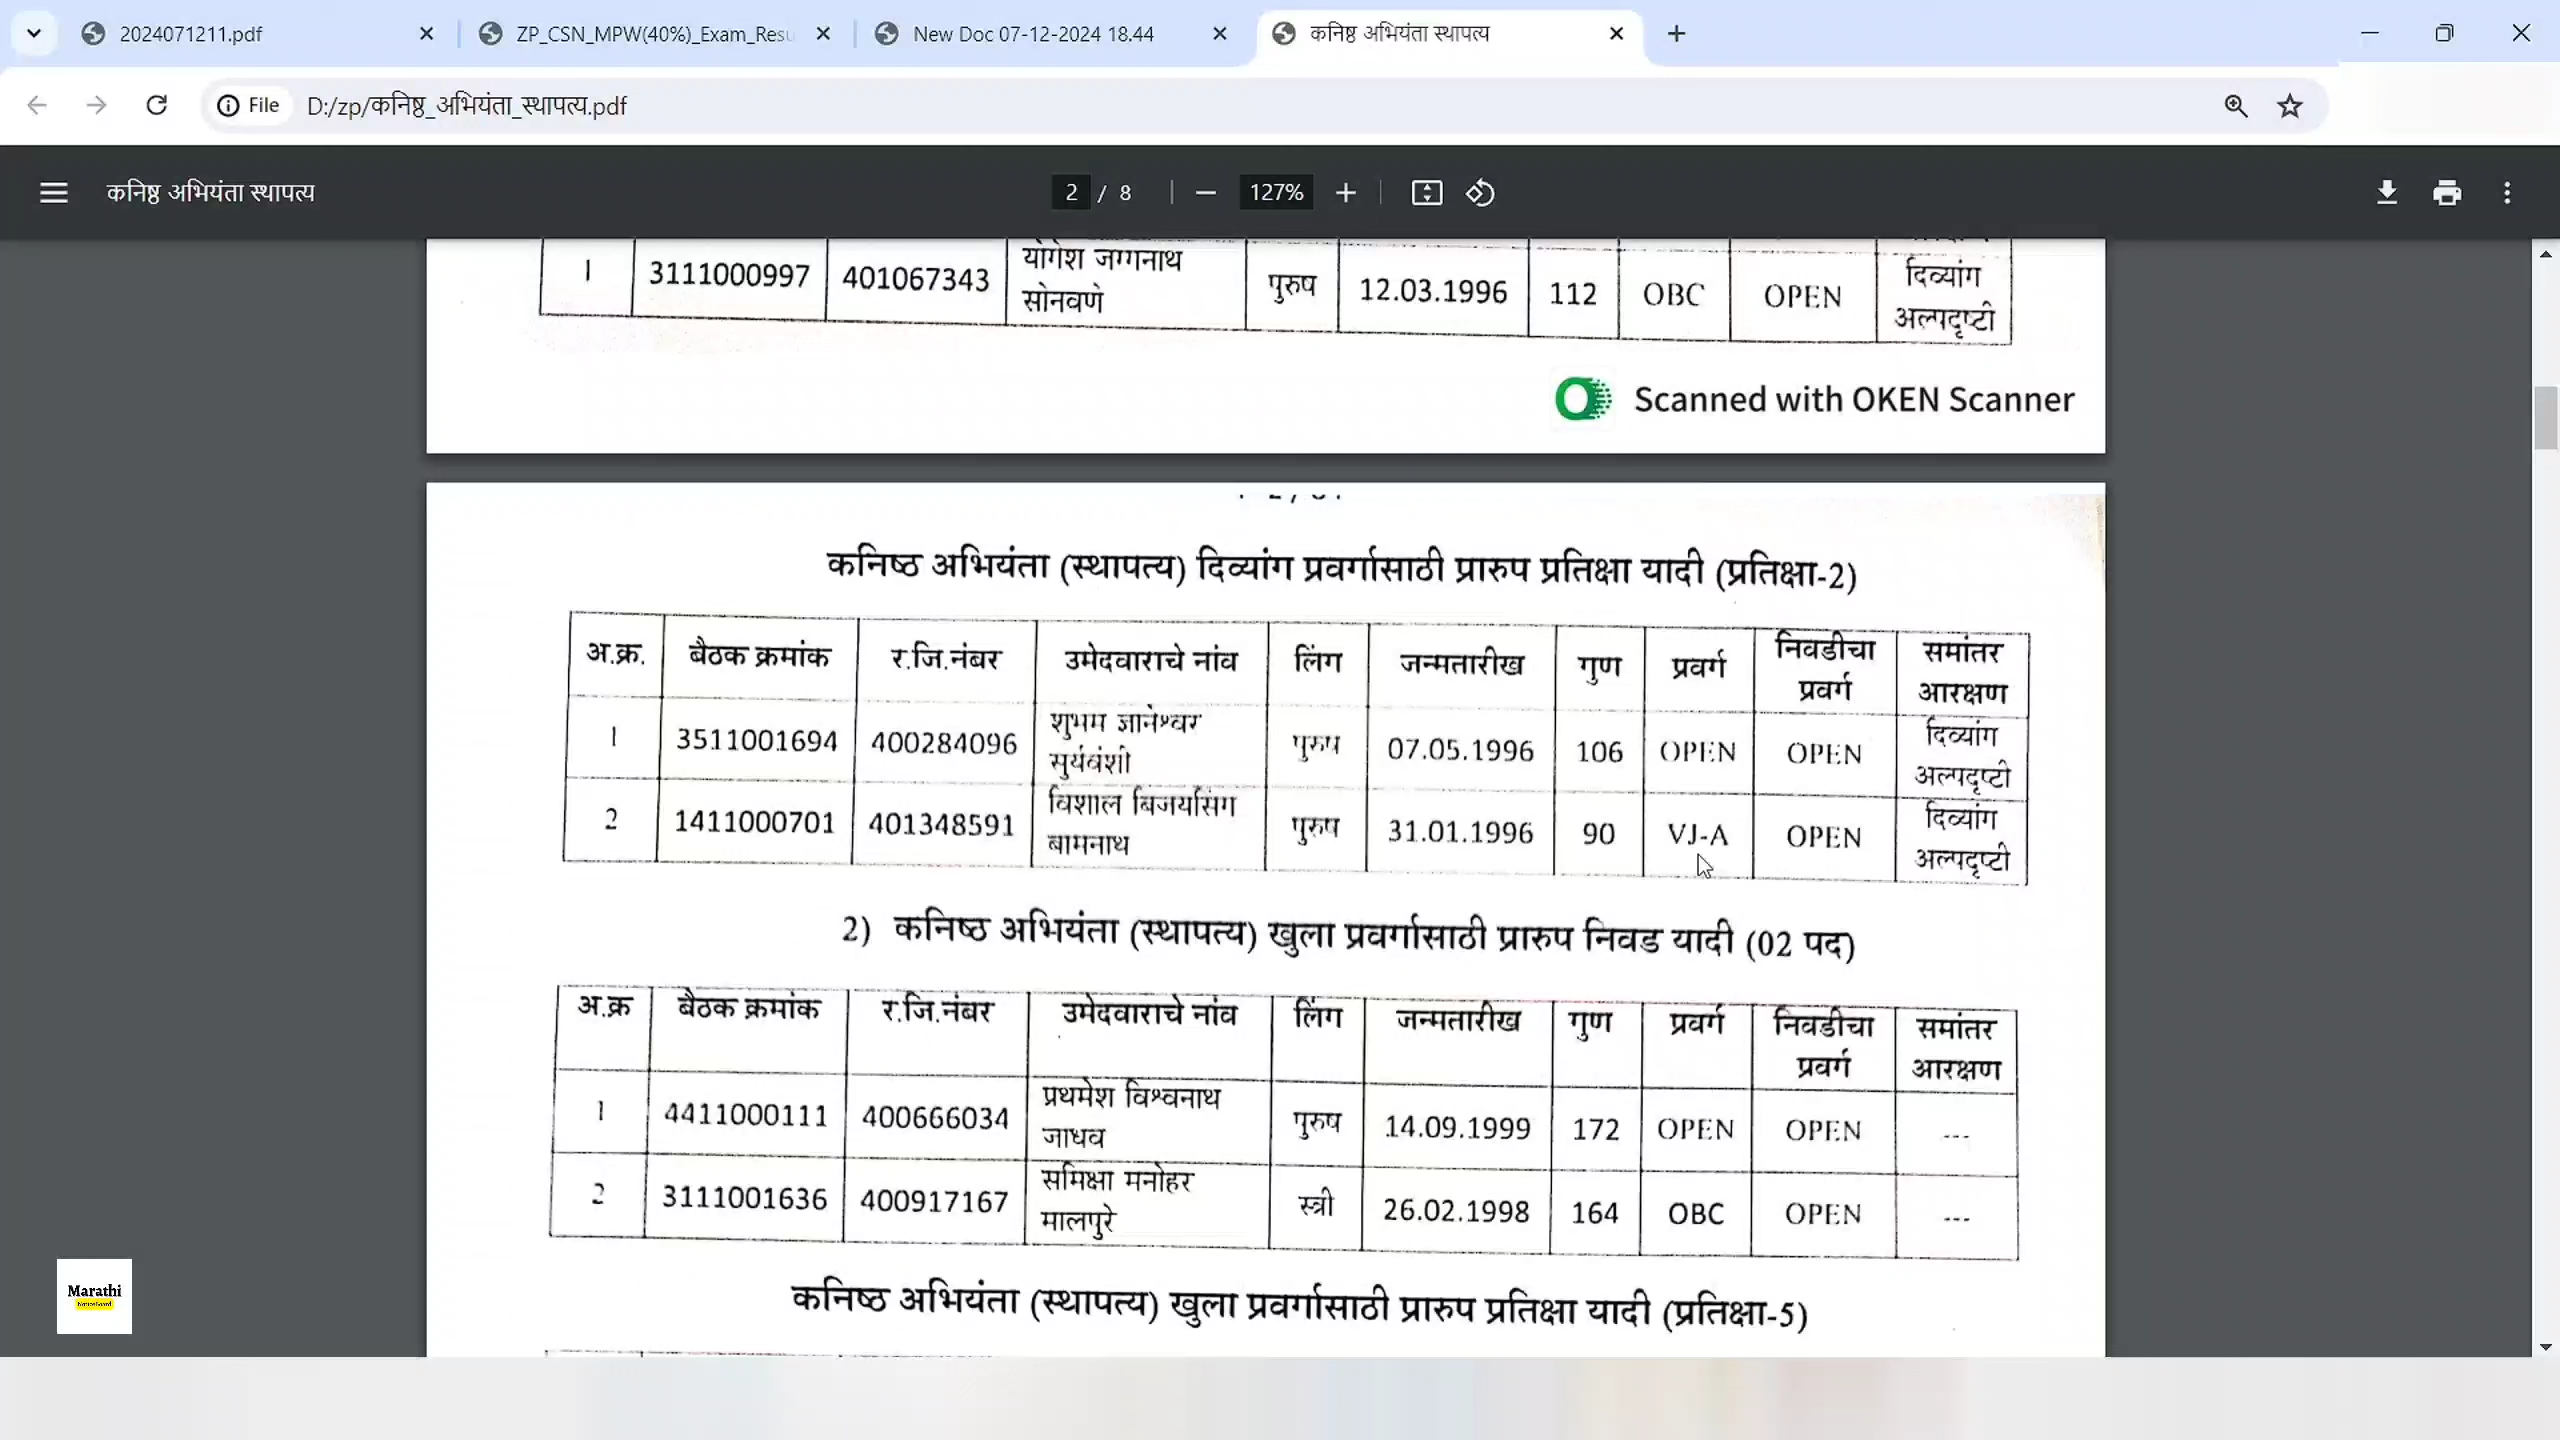 2024071211.pdf
ZP_CSN_MPW(40%)_Exam_Resu
New Doc 07-12-2024 18.44
कनिष्ठ अभियंता स्थापत्य
File D:/zp/कनिष्ठ_अभियंता_स्थापत्य.pdf
कनिष्ठ अभियंता स्थापत्य 2 / 8 127%
1 3111000997 401067343 योगेश जगन्नाथ सोनवणे पुरुष 12.03.1996 112 OBC OPEN दिव्यांग अल्पदृष्टी
Scanned with OKEN Scanner
कनिष्ठ अभियंता (स्थापत्य) दिव्यांग प्रवर्गासाठी प्रारुप प्रतिक्षा यादी (प्रतिक्षा-2)
अ.क्र. बैठक क्रमांक र.जि.नंबर उमेदवाराचे नांव लिंग जन्मतारीख गुण प्रवर्ग निवडीचा प्रवर्ग समांतर आरक्षण
1 3511001694 400284096 शुभम ज्ञानेश्वर सुर्यवंशी पुरुष 07.05.1996 106 OPEN OPEN दिव्यांग अल्पदृष्टी
2 1411000701 401348591 विशाल विजयसिंग बामनाथ पुरुष 31.01.1996 90 VJ-A OPEN दिव्यांग अल्पदृष्टी
2) कनिष्ठ अभियंता (स्थापत्य) खुला प्रवर्गासाठी प्रारुप निवड यादी (02 पद)
अ.क्र बैठक क्रमांक र.जि.नंबर उमेदवाराचे नांव लिंग जन्मतारीख गुण प्रवर्ग निवडीचा प्रवर्ग समांतर आरक्षण
1 4411000111 400666034 प्रथमेश विश्वनाथ जाधव पुरुष 14.09.1999 172 OPEN OPEN ---
2 3111001636 400917167 समिक्षा मनोहर मालपुरे स्त्री 26.02.1998 164 OBC OPEN ---
कनिष्ठ अभियंता (स्थापत्य) खुला प्रवर्गासाठी प्रारुप प्रतिक्षा यादी (प्रतिक्षा-5)
Marathi